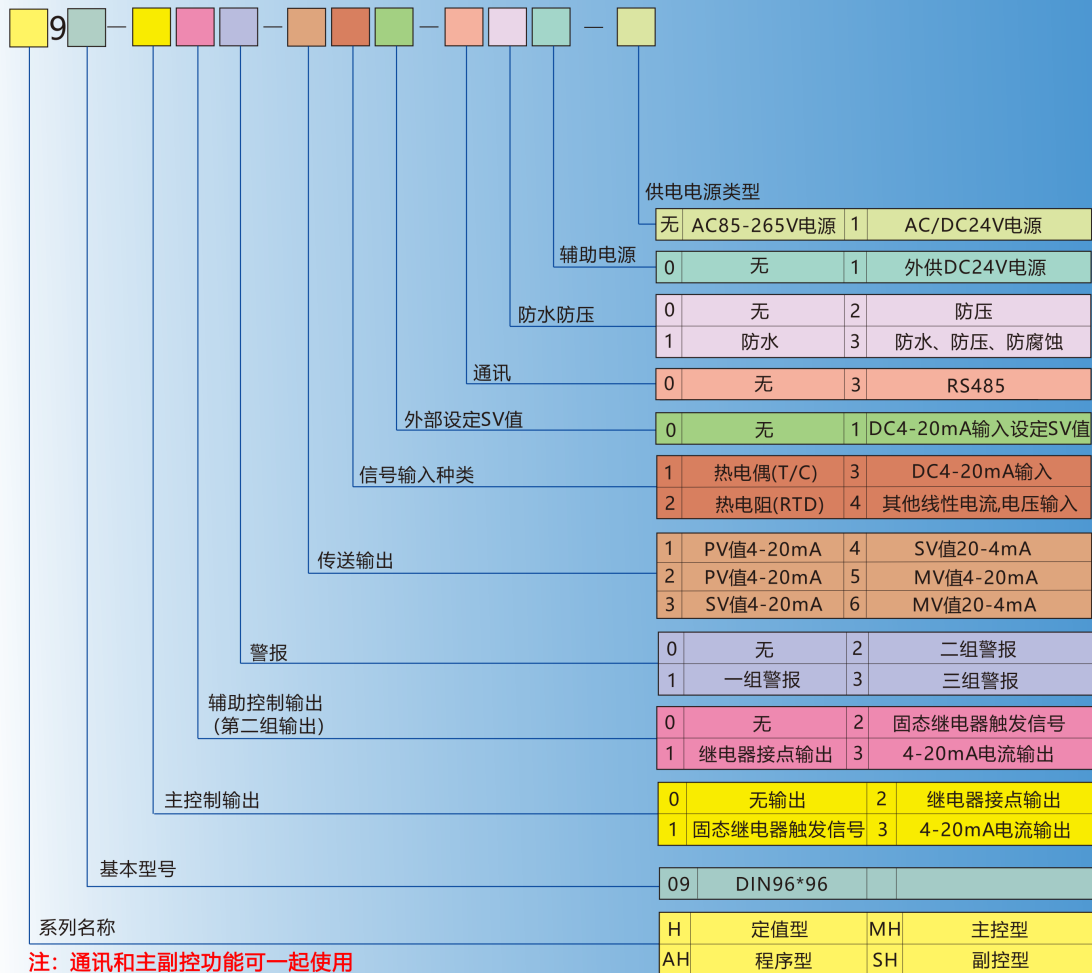 9 — — — —
供电电源类型
无 AC85-265V电源 1 AC/DC24V电源
辅助电源
0 无 1 外供DC24V电源
防水防压
0 无 2 防压
1 防水 3 防水、防压、防腐蚀
通讯
0 无 3 RS485
外部设定SV值
0 无 1 DC4-20mA输入设定SV值
信号输入种类
1 热电偶(T/C) 3 DC4-20mA输入
2 热电阻(RTD) 4 其他线性电流,电压输入
传送输出
1 PV值4-20mA 4 SV值20-4mA
2 PV值4-20mA 5 MV值4-20mA
3 SV值4-20mA 6 MV值20-4mA
警报
0 无 2 二组警报
1 一组警报 3 三组警报
辅助控制输出
(第二组输出)
0 无 2 固态继电器触发信号
1 继电器接点输出 3 4-20mA电流输出
主控制输出
0 无输出 2 继电器接点输出
1 固态继电器触发信号 3 4-20mA电流输出
基本型号
09 DIN96*96
系列名称
H 定值型 MH 主控型
AH 程序型 SH 副控型
注：通讯和主副控功能可一起使用